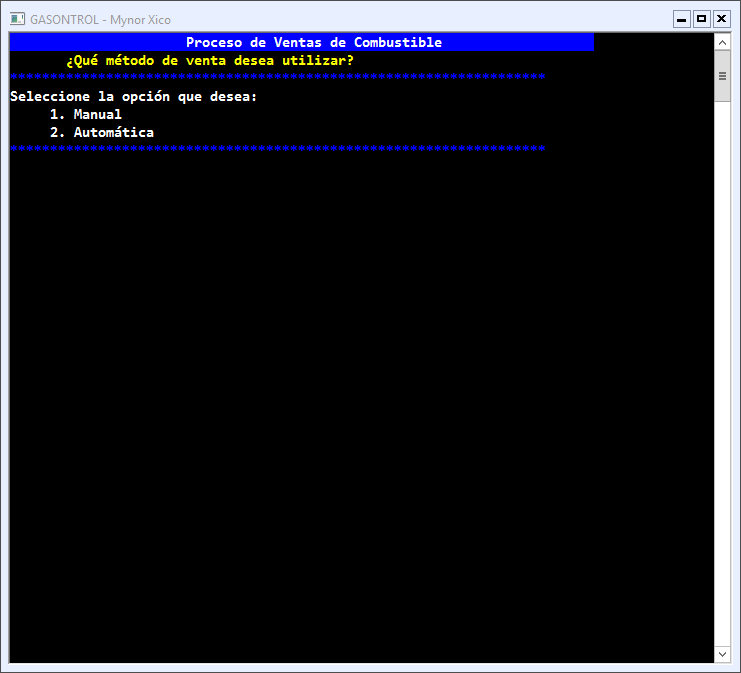 GASONTROL - Mynor Xico
Proceso de Ventas de Combustible
¿Qué método de venta desea utilizar?
*******************************************************************
Seleccione la opción que desea:
1. Manual
2. Automática
*******************************************************************